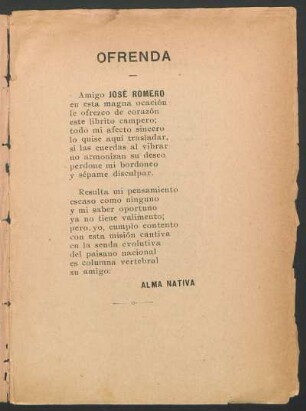 OFRENDA
Amigo JOSÉ ROMERO
en esta magna ocación
le ofrezco de corazón
este librito campero;
todo mi afecto sincero
lo quise aquí trasladar,
si las cuerdas al vibrar
no armonizan su deseo
perdone mi bordoneo
y sépame disculpar.
Resulta mi pensamiento
escaso como ninguno
y mi saber oportuno
ya no tiene valimento;
pero, yo, cumplo contento
con esta misión cantiva
en la senda evolutiva
del paisano nacional
es columna vertebral
su amigo:
ALMA NATIVA